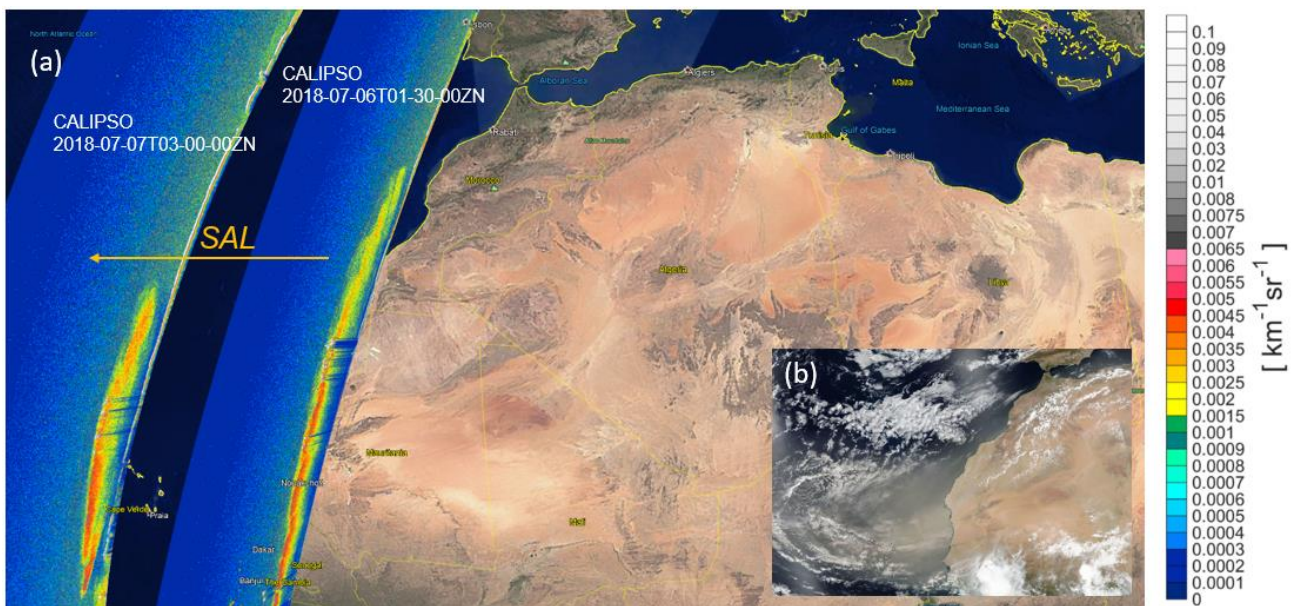 North Atlantic Ocean
(a)
CALIPSO
2018-07-06T01-30-00ZN
CALIPSO
2018-07-07T03-00-00ZN
SAL
Alboran Sea
Algiers
Malta
Ionian Sea
Mediterranean Sea
Gulf of Gabes
Tunisia
Rabat
Atlas Mountains
Morocco
Algeria
Mauritania
Mali
Cape Verde
Praia
Dakar
Senegal
Banjul
The Gambia
(b)
0.1
0.09
0.08
0.07
0.06
0.05
0.04
0.03
0.02
0.01
0.008
0.0075
0.007
0.0065
0.006
0.0055
0.005
0.0045
0.004
0.0035
0.003
0.0025
0.002
0.0015
0.001
0.0009
0.0008
0.0007
0.0006
0.0005
0.0004
0.0003
0.0002
0.0001
0
[ km-1sr-1 ]